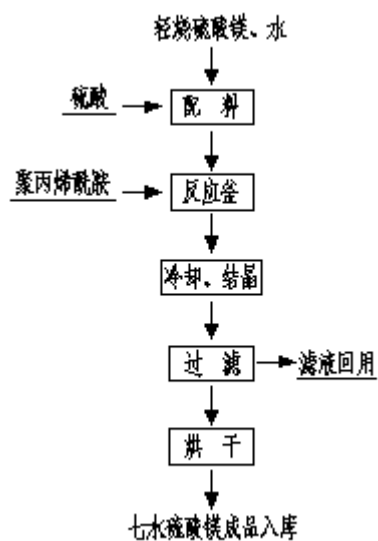 轻烧硫酸镁、水
硫酸
配料
聚丙烯酰胺
反应釜
冷却、结晶
过滤
滤液回用
烘干
七水硫酸镁成品入库